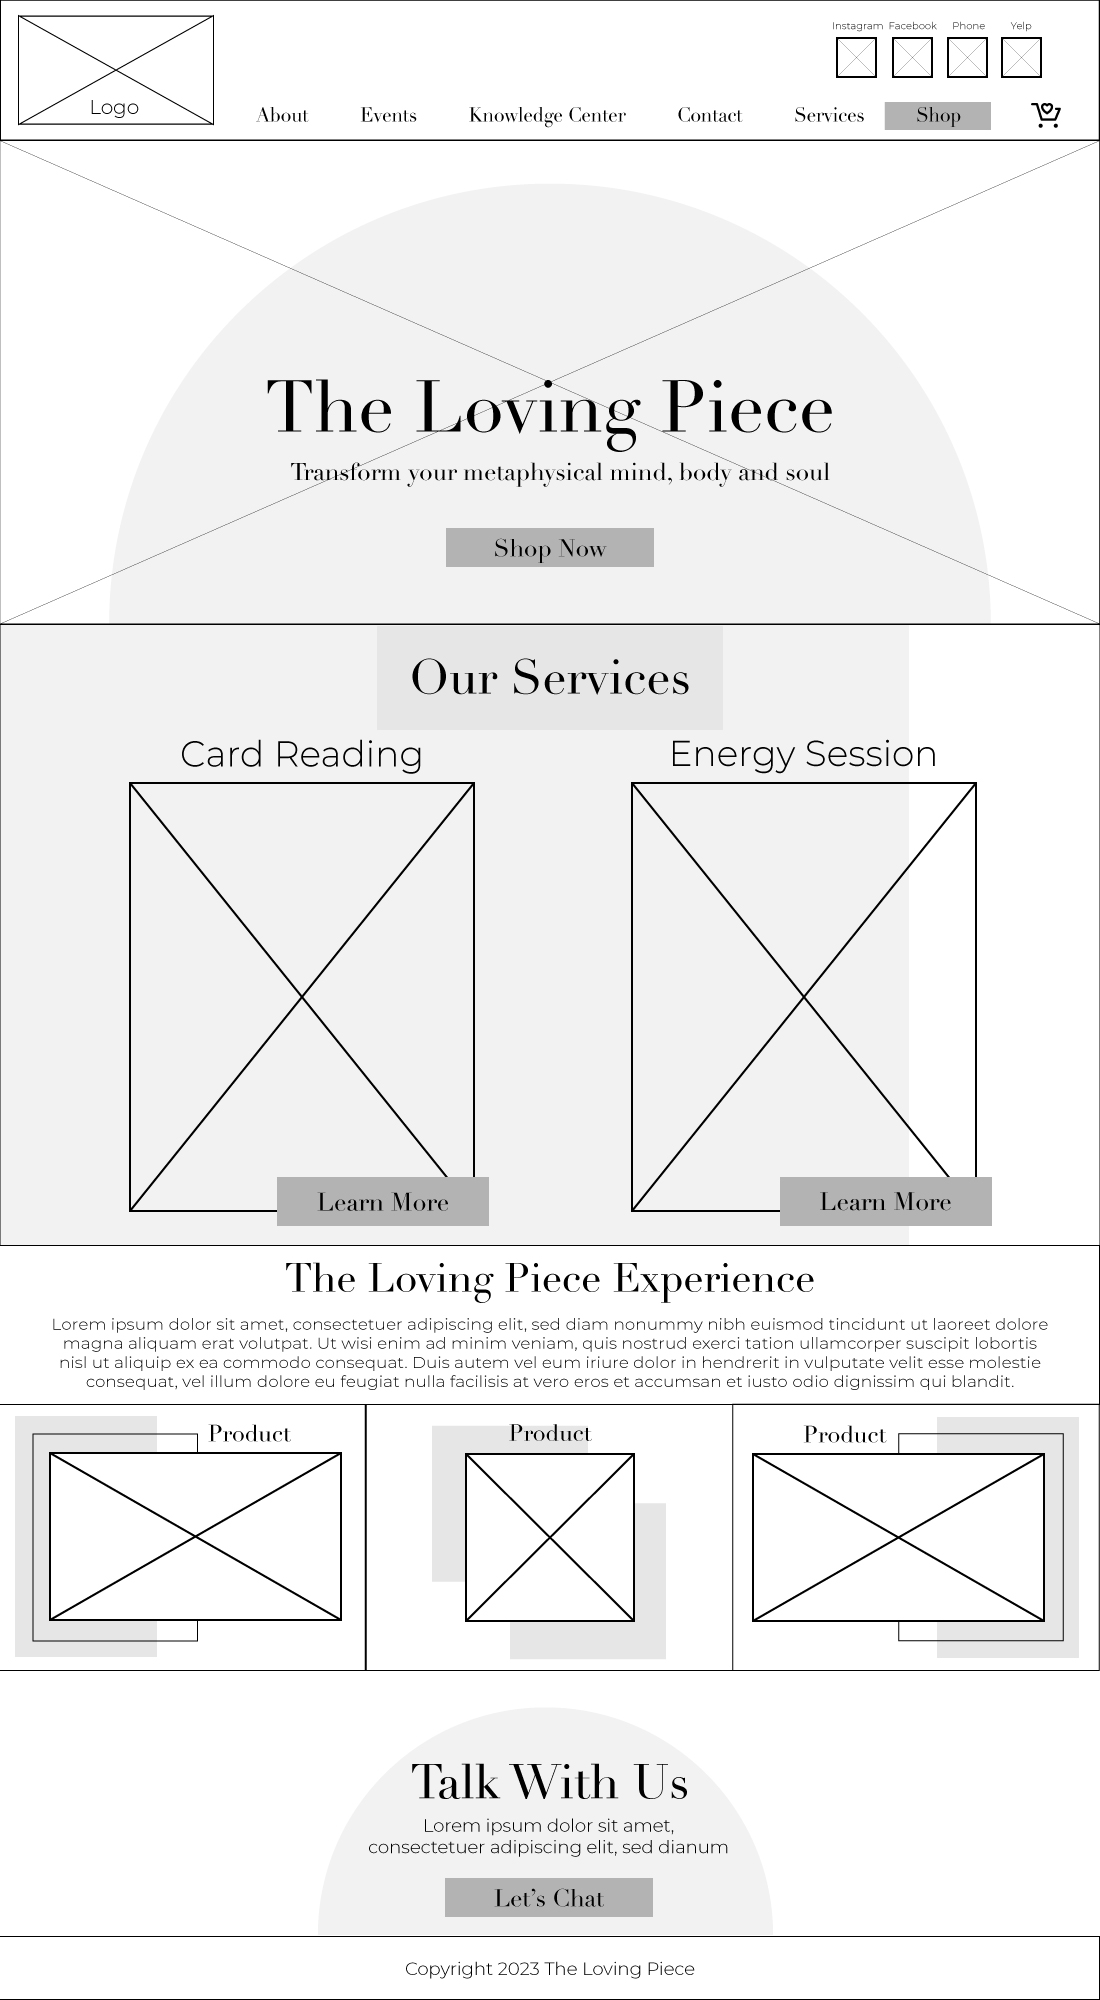 Instagram Facebook Phone Yelp
Logo
About Events Knowledge Center Contact Services Shop
The Loving Piece
Transform your metaphysical mind, body and soul
Shop Now
Our Services
Card Reading Energy Session
Learn More Learn More
The Loving Piece Experience
Lorem ipsum dolor sit amet, consectetuer adipiscing elit, sed diam nonummy nibh euismod tincidunt ut laoreet dolore
magna aliquam erat volutpat. Ut wisi enim ad minim veniam, quis nostrud exerci tation ullamcorper suscipit lobortis
nisl ut aliquip ex ea commodo consequat. Duis autem vel eum iriure dolor in hendrerit in vulputate velit esse molestie
consequat, vel illum dolore eu feugiat nulla facilisis at vero eros et accumsan et iusto odio dignissim qui blandit.
Product Product Product
Talk With Us
Lorem ipsum dolor sit amet,
consectetuer adipiscing elit, sed dianum
Let's Chat
Copyright 2023 The Loving Piece